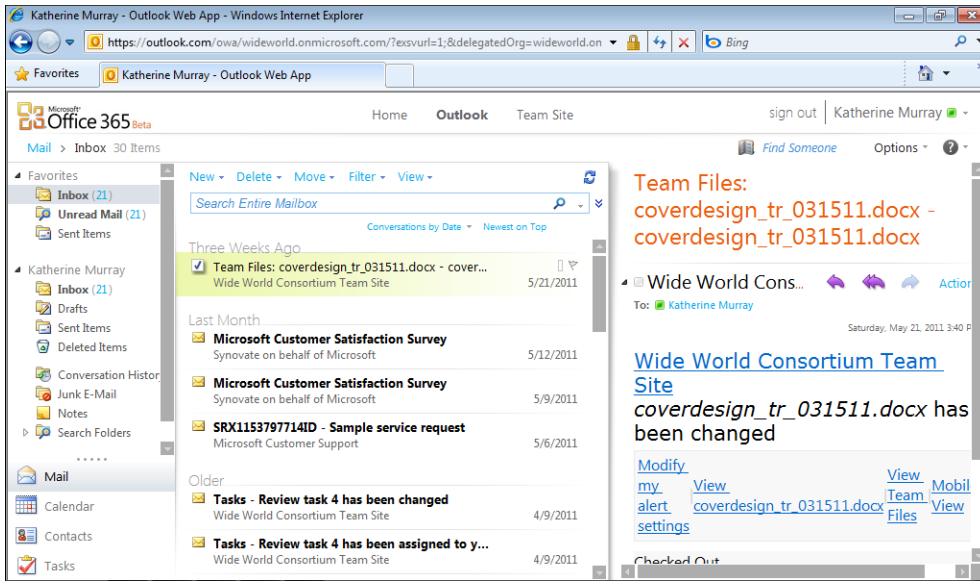 Katherine Murray - Outlook Web App - Windows Internet Explorer
https://outlook.com/owa/wideworld.onmicrosoft.com/?exsvurl=1;&delegatedOrg=wideworld.on
Bing
Favorites
Katherine Murray - Outlook Web App
Microsoft
Office 365 Beta
Home Outlook Team Site
sign out Katherine Murray
Mail > Inbox 30 Items
Find Someone Options
Favorites
Inbox (21)
Unread Mail (21)
Sent Items
Katherine Murray
Inbox (21)
Drafts
Sent Items
Deleted Items
Conversation Histor
Junk E-Mail
Notes
Search Folders
Mail
Calendar
Contacts
Tasks
New Delete Move Filter View
Search Entire Mailbox
Conversations by Date Newest on Top
Three Weeks Ago
Team Files: coverdesign_tr_031511.docx - cover...
Wide World Consortium Team Site 5/21/2011
Last Month
Microsoft Customer Satisfaction Survey
Synovate on behalf of Microsoft 5/12/2011
Microsoft Customer Satisfaction Survey
Synovate on behalf of Microsoft 5/9/2011
SRX1153797714ID - Sample service request
Microsoft Customer Support 5/6/2011
Older
Tasks - Review task 4 has been changed
Wide World Consortium Team Site 4/9/2011
Tasks - Review task 4 has been assigned to y...
Wide World Consortium Team Site 4/9/2011
Team Files:
coverdesign_tr_031511.docx -
coverdesign_tr_031511.docx
Wide World Cons... Action
To: Katherine Murray
Saturday, May 21, 2011 3:40 P
Wide World Consortium Team
Site
coverdesign_tr_031511.docx has
been changed
Modify
my
alert
settings
View
coverdesign_tr_031511.docx
View
Team
Files
Mobil
View
Checked Out